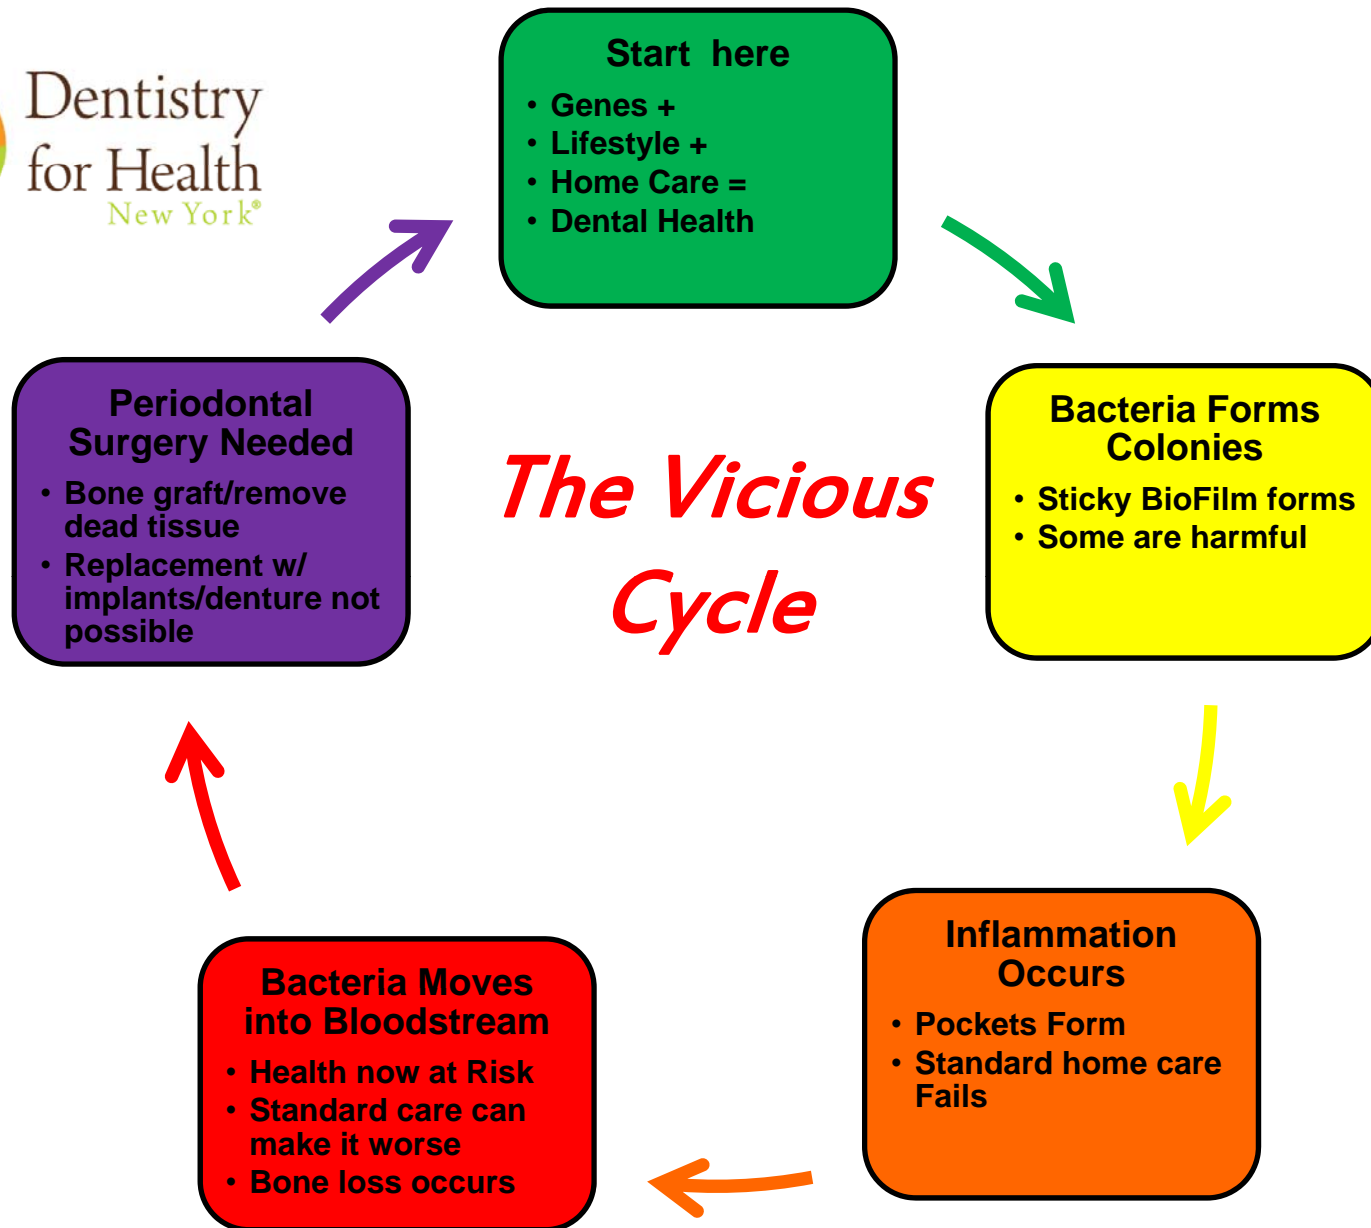 Dentistry
for Health
New York®
Start here
• Genes +
• Lifestyle +
• Home Care =
• Dental Health
Bacteria Forms
Colonies
• Sticky BioFilm forms
• Some are harmful
Inflammation
Occurs
• Pockets Form
• Standard home care
Fails
Bacteria Moves
into Bloodstream
• Health now at Risk
• Standard care can
make it worse
• Bone loss occurs
Periodontal
Surgery Needed
• Bone graft/remove
dead tissue
• Replacement w/
implants/denture not
possible
The Vicious
Cycle